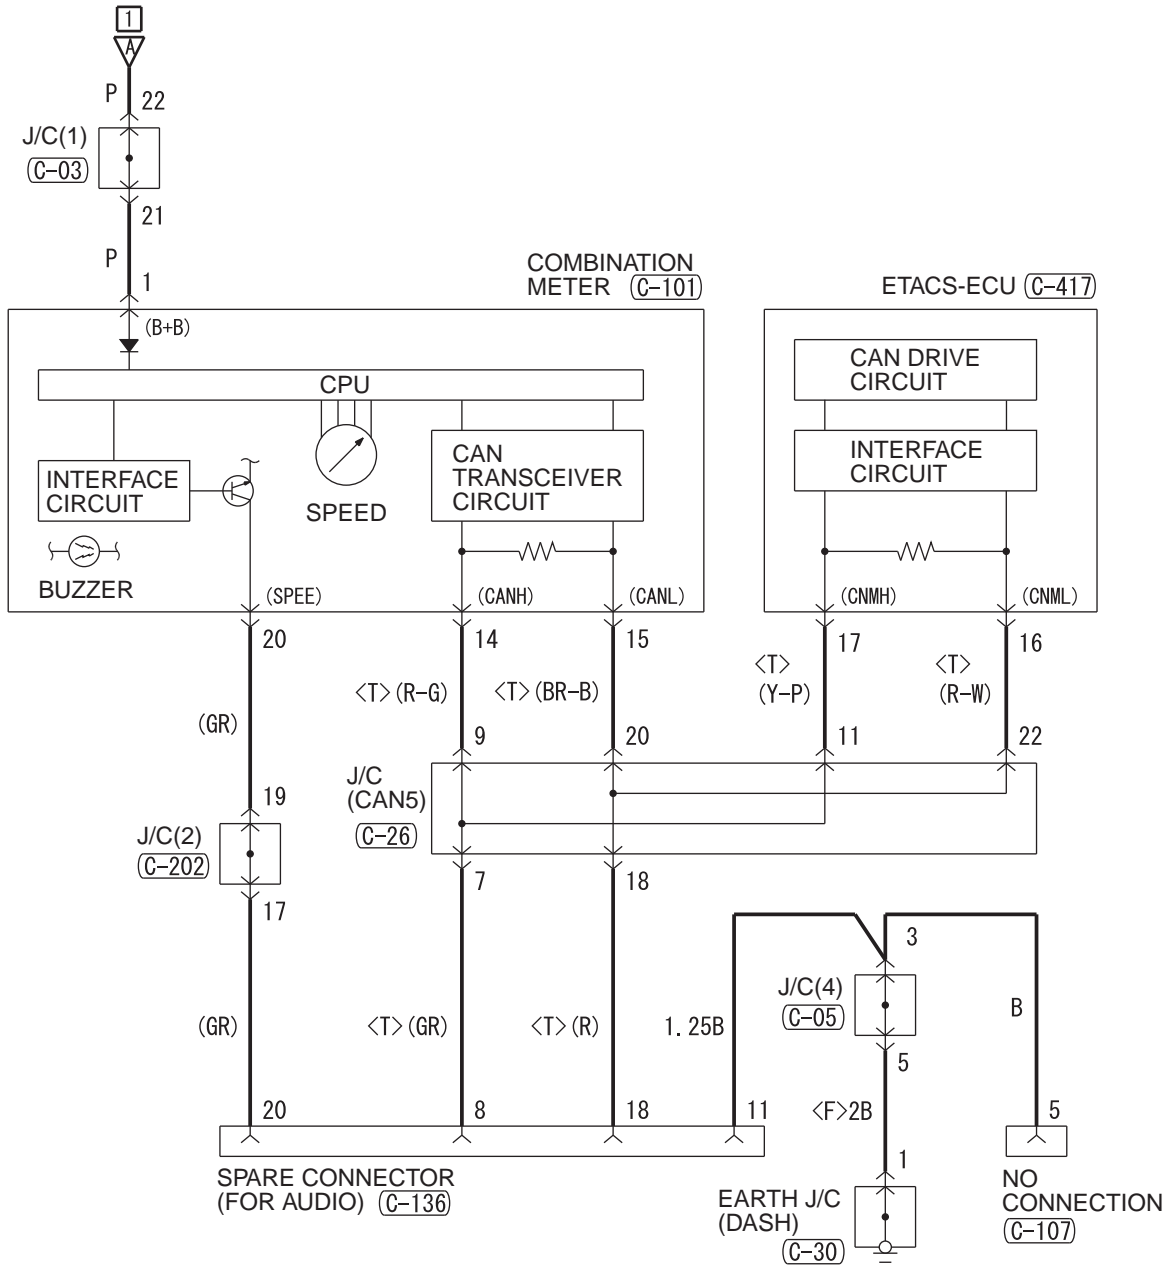 1
A
P 22
J/C(1)
C-03
21
P
1
COMBINATION
METER C-101
ETACS-ECU C-417
(B+B)
CPU
CAN DRIVE
CIRCUIT
INTERFACE
CIRCUIT
CAN
TRANSCEIVER
CIRCUIT
INTERFACE
CIRCUIT
SPEED
BUZZER
(SPEE) (CANH) (CANL) (CNMH) (CNML)
20 14 15 17 16
<T>(R-G) <T>(BR-B) <T>
(Y-P)
<T>
(R-W)
(GR)
9 20 11 22
J/C
(CAN5)
C-26
19
J/C(2)
C-202
17
7 18
3
J/C(4)
C-05
(GR) <T>(GR) <T>(R) 1.25B B
5
<F>2B
20 8 18 11 5
1
SPARE CONNECTOR
(FOR AUDIO) C-136
EARTH J/C
(DASH)
C-30
NO
CONNECTION
C-107